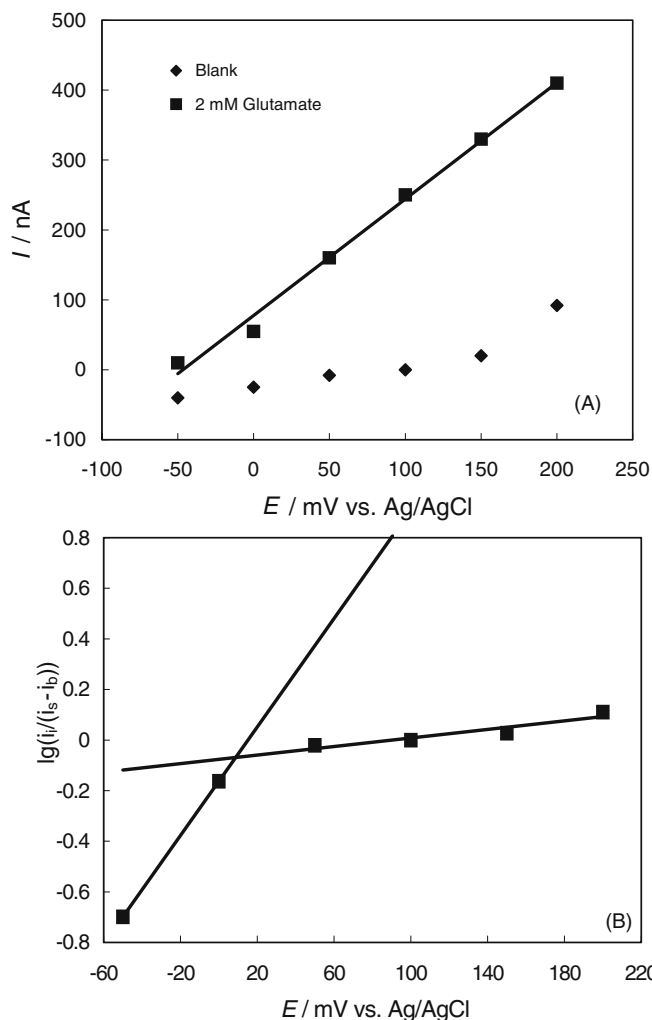 500
400
300
200
100
0
-100
I / nA
Blank
2 mM Glutamate
(A)
-100 -50 0 50 100 150 200 250
E / mV vs. Ag/AgCl
0.8
0.6
0.4
0.2
0
-0.2
-0.4
-0.6
-0.8
lg(i_i/(i_s-i_b))
(B)
-60 -20 20 60 100 140 180 220
E / mV vs. Ag/AgCl